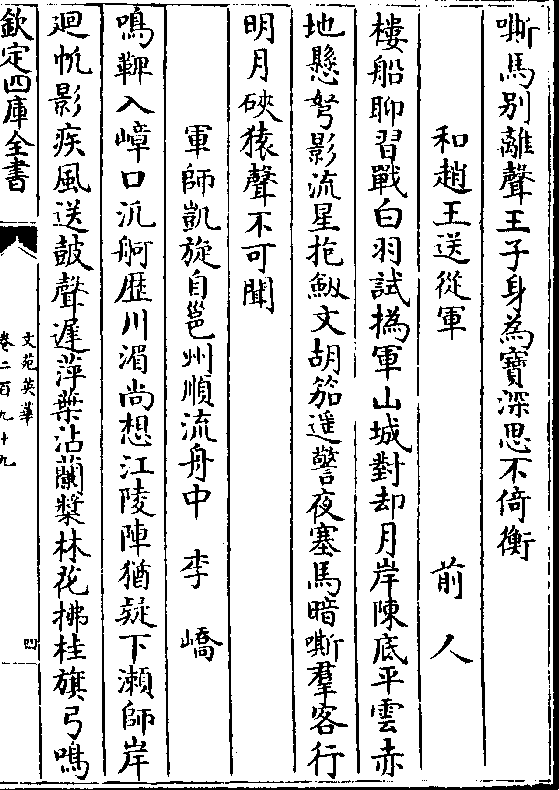 嘶馬别離聲王子身為寳深思不倚衡
和趙王送從軍　前人
樓船聊習戰白羽試撝軍山城對却月岸陳底平雲赤
地懸弩影流星抱劔文胡笳遥警夜塞馬暗嘶羣客行
明月硤猿聲不可聞
軍師凱旋自邕州順流舟中　李嶠
鳴鞞入嶂口汎舸歴川湄尚想江陵陣猶疑下瀬師岸
廻帆影疾風送鼓聲遲萍葉沾蘭槳林花拂桂旗弓鳴
欽定四庫全書
文苑英華
卷二百九十九
四